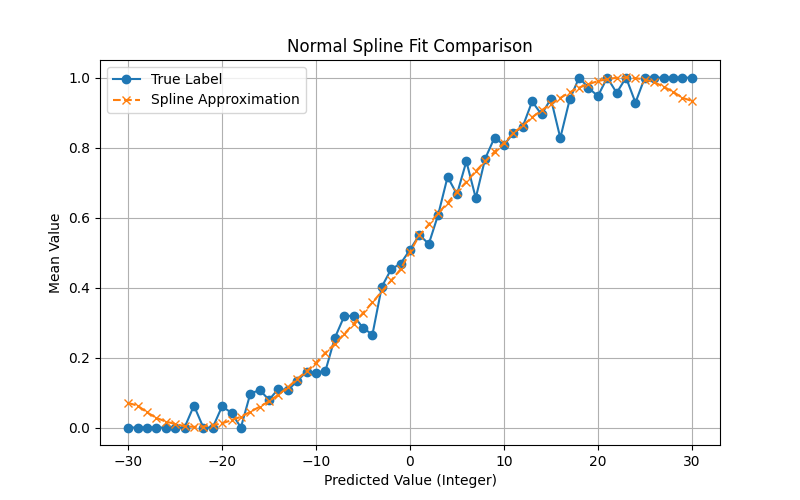 Normal Spline Fit Comparison
True Label
Spline Approximation
1.0
0.8
0.6
0.4
0.2
0.0
Mean Value
−30 −20 −10 0 10 20 30
Predicted Value (Integer)